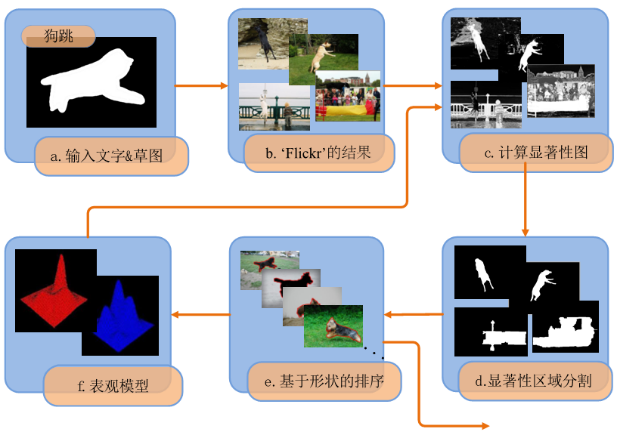 狗跳
a. 输入文字&草图
b. ‘Flickr’的结果
c. 计算显著性图
d.显著性区域分割
e. 基于形状的排序
f. 表观模型